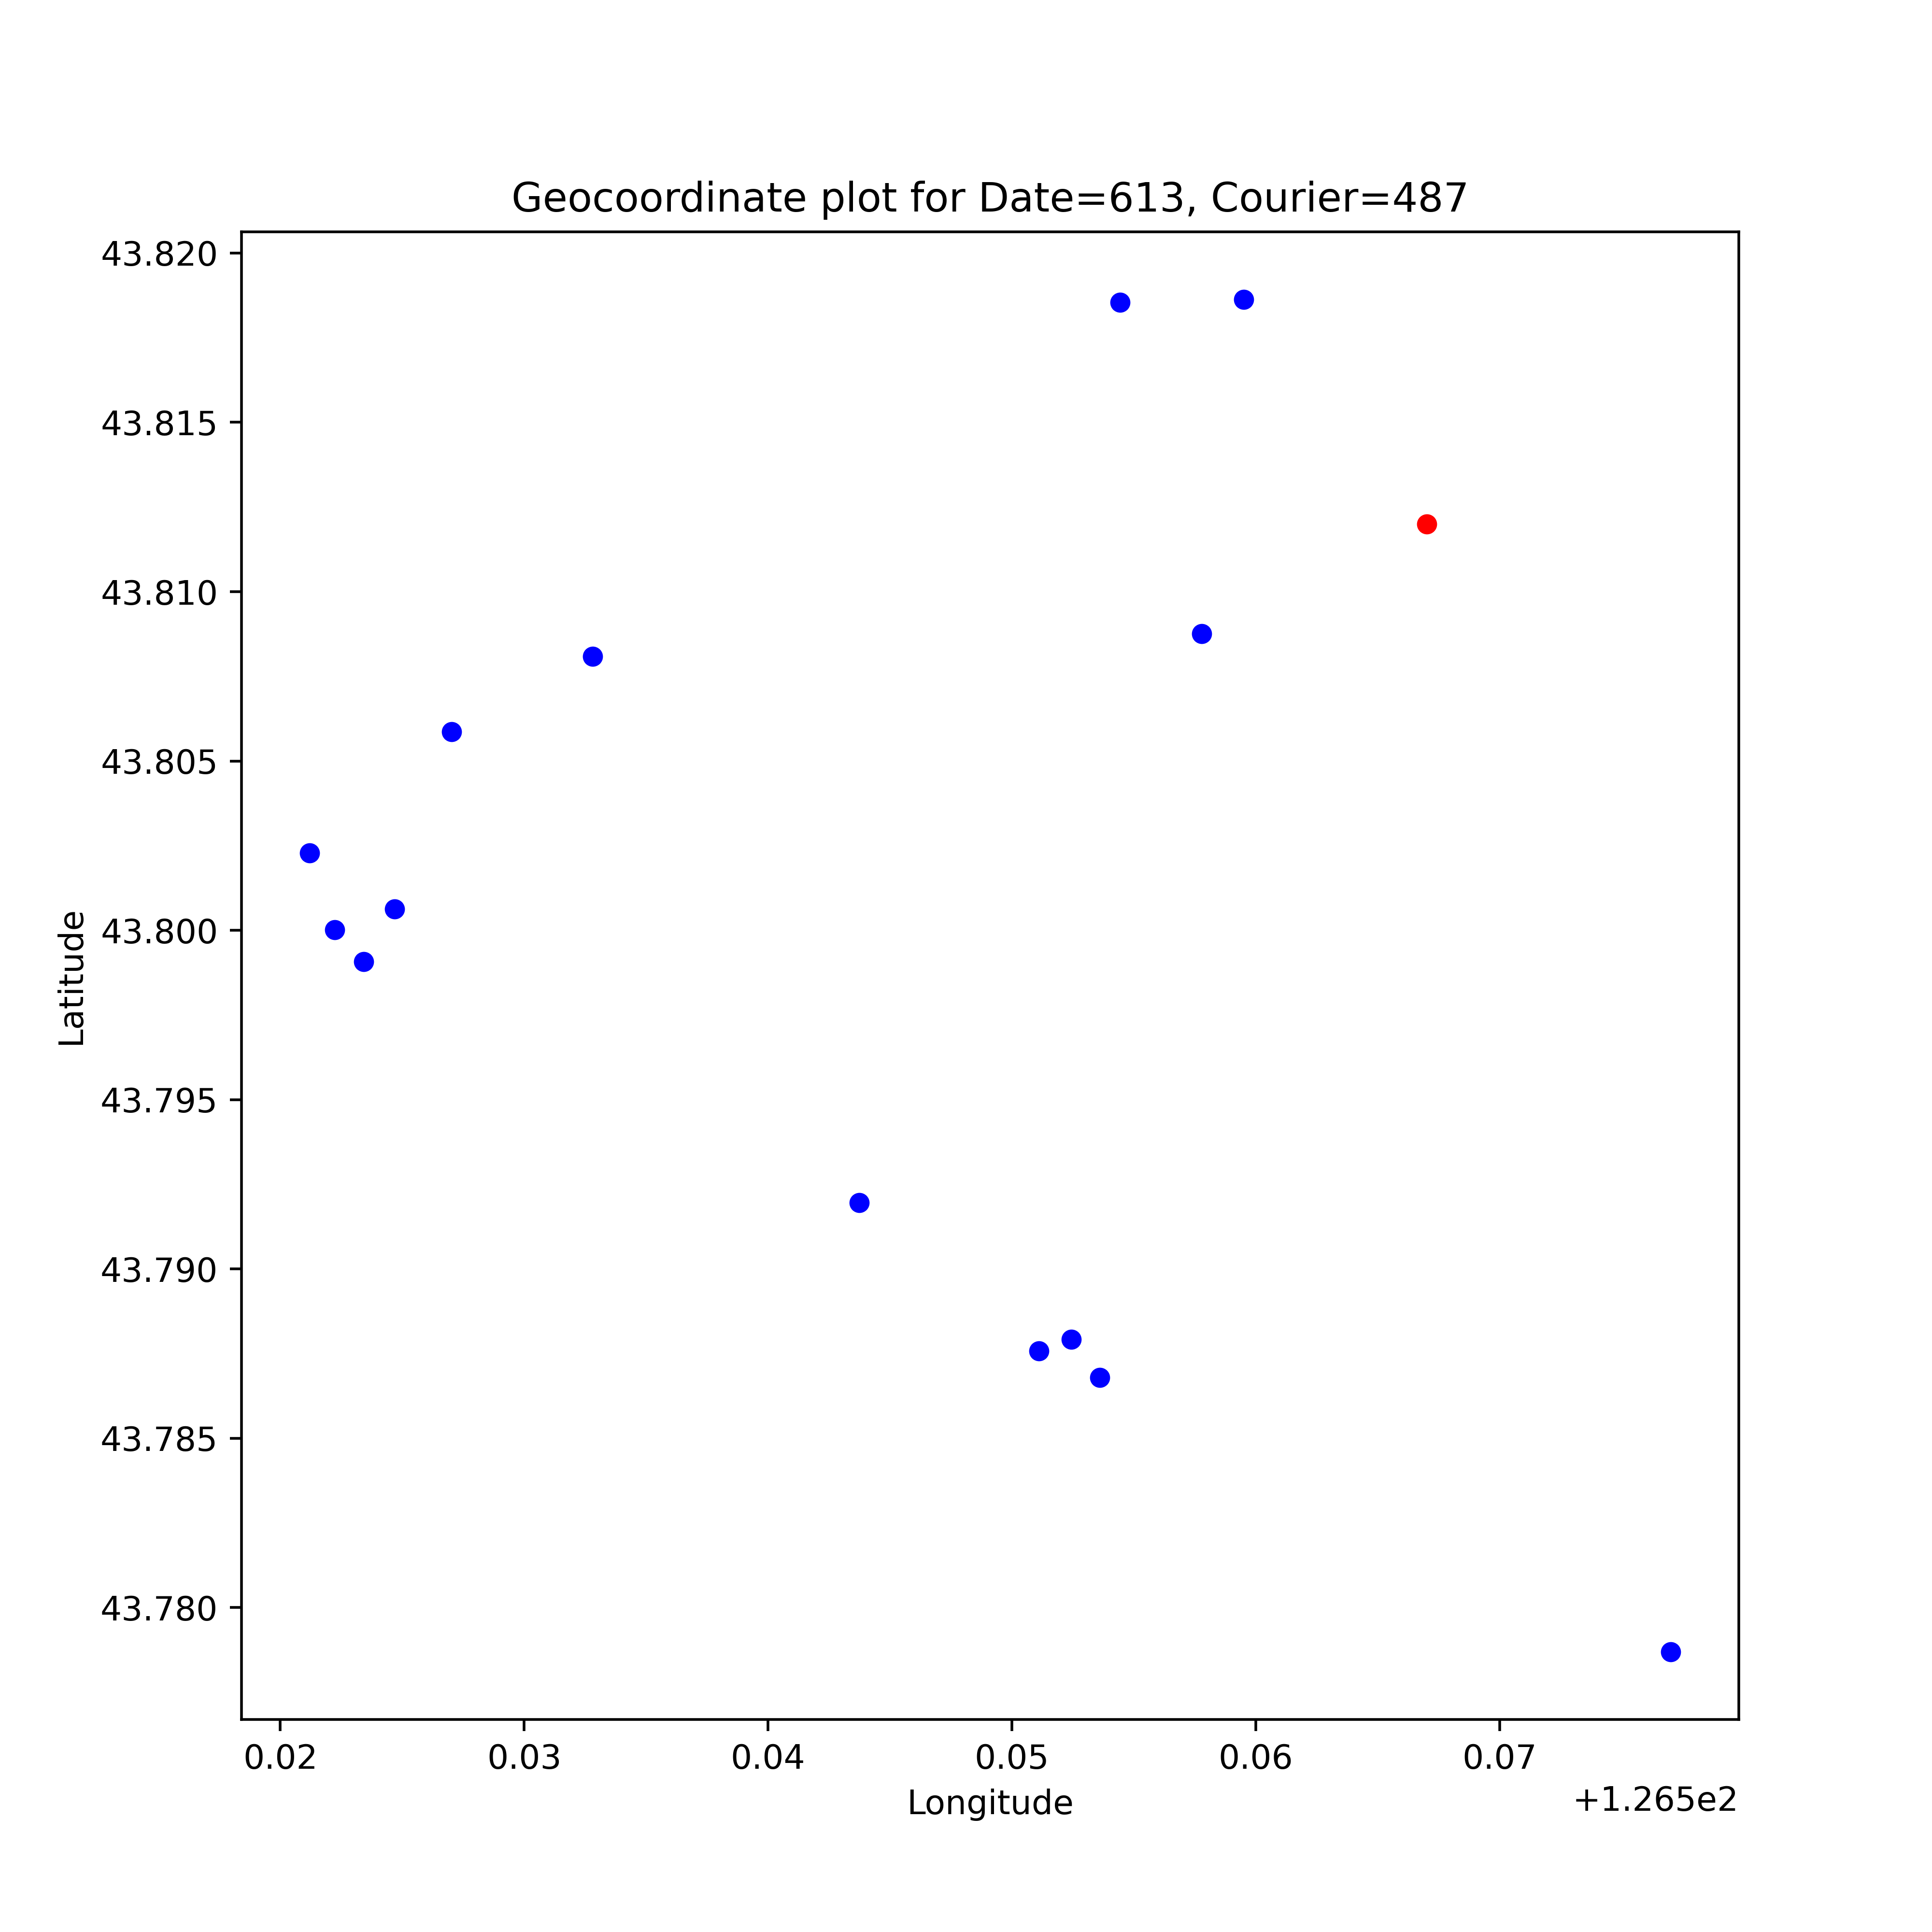 Geocoordinate plot for Date=613, Courier=487
43.820
43.815
43.810
43.805
43.800
43.795
43.790
43.785
43.780
Latitude
0.02 0.03 0.04 0.05 0.06 0.07
+1.265e2
Longitude